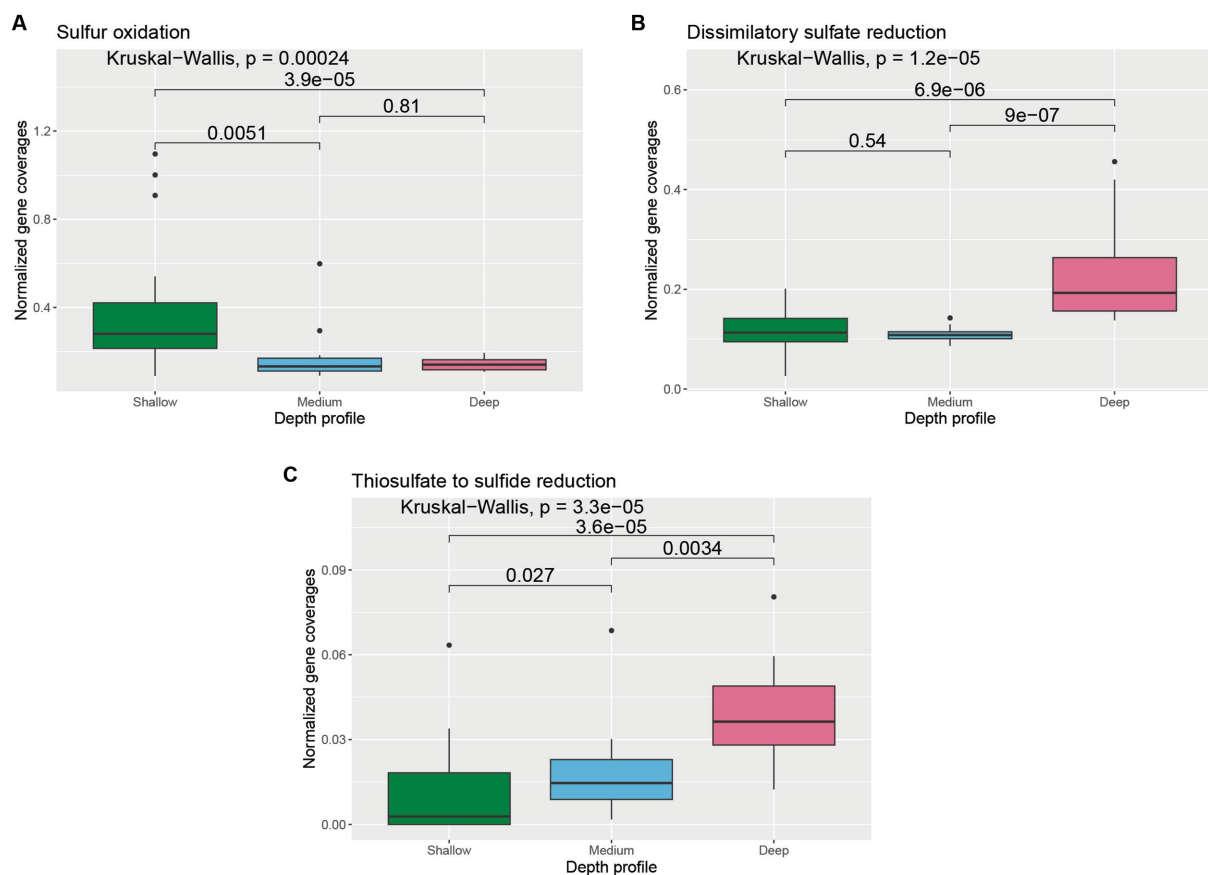 A
Sulfur oxidation
Kruskal−Wallis, p = 0.00024
3.9e−05
0.81
0.0051
Normalized gene coverages
1.2
0.8
0.4
Shallow
Medium
Deep
Depth profile
B
Dissimilatory sulfate reduction
Kruskal−Wallis, p = 1.2e−05
6.9e−06
9e−07
0.54
Normalized gene coverages
0.6
0.4
0.2
0.0
Shallow
Medium
Deep
Depth profile
C
Thiosulfate to sulfide reduction
Kruskal−Wallis, p = 3.3e−05
3.6e−05
0.0034
0.027
Normalized gene coverages
0.09
0.06
0.03
0.00
Shallow
Medium
Deep
Depth profile